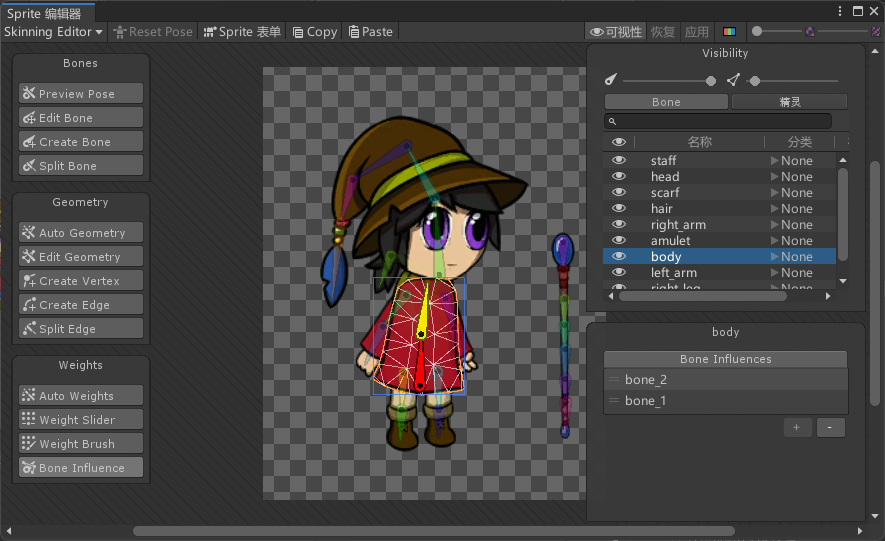 Sprite 编辑器
Skinning Editor Reset Pose Sprite 表单 Copy Paste 可视性 恢复 应用
Bones
Preview Pose
Edit Bone
Create Bone
Split Bone
Geometry
Auto Geometry
Edit Geometry
Create Vertex
Create Edge
Split Edge
Weights
Auto Weights
Weight Slider
Weight Brush
Bone Influence
Visibility
Bone 精灵
名称 分类
staff None
head None
scarf None
hair None
right_arm None
amulet None
body None
left_arm None
right_leg None
body
Bone Influences
bone_2
bone_1
+ -